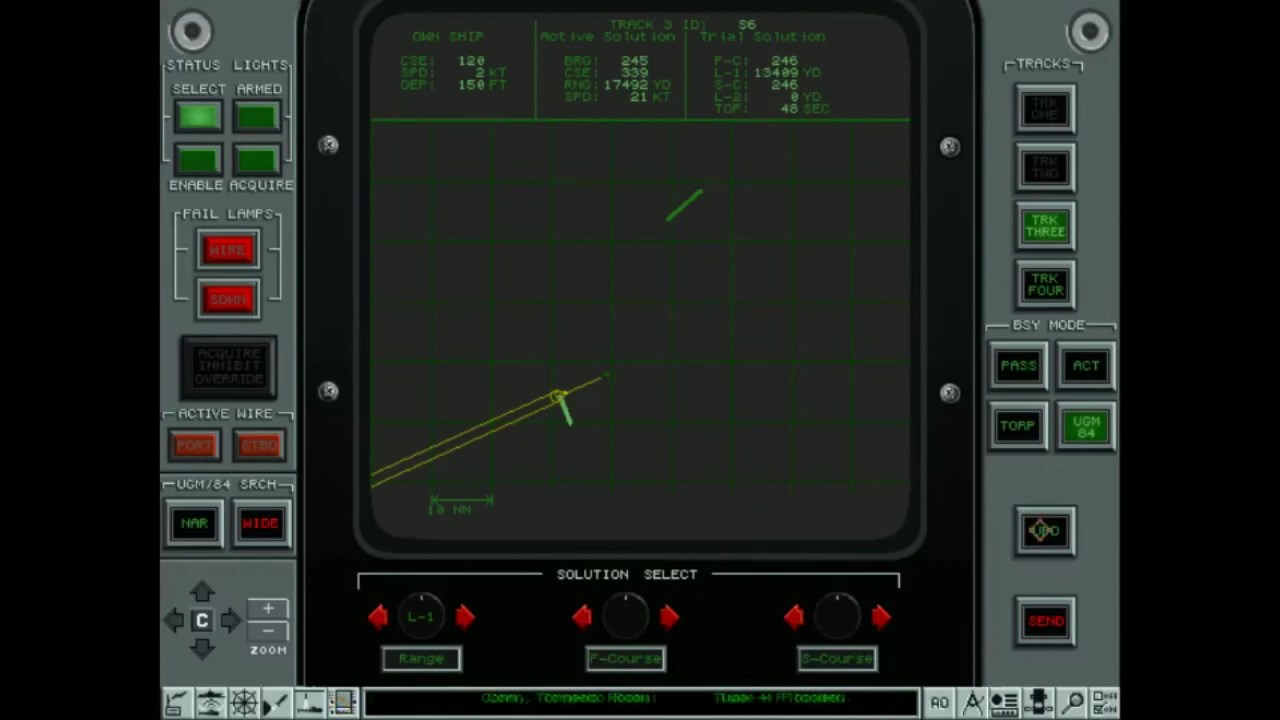 TRACK 3 ID: S6
OWN SHIP
CSE: 120
SPD: 2 KT
DEP: 150 FT
Active Solution
BRG: 245
CSE: 339
RNG: 17492 YD
SPD: 21 KT
Trial Solution
F-C: 246
L-1: 13409 YD
S-C: 246
L-2: 0 YD
TOF: 48 SEC
STATUS LIGHTS
SELECT ARMED
ENABLE ACQUIRE
FAIL LAMPS
WIRE
SDWN
ACQUIRE
INHIBIT
OVERRIDE
ACTIVE WIRE
PORT STBD
UGM/84 SRCH
NAR WIDE
C
+
-
ZOOM
10 NM
TRACKS
TRK
ONE
TRK
TWO
TRK
THREE
TRK
FOUR
BSY MODE
PASS ACT
TORP UGM
84
SEND
SOLUTION SELECT
L-1
Range F-Course S-Course
Conn, Torpedo Room:
AO